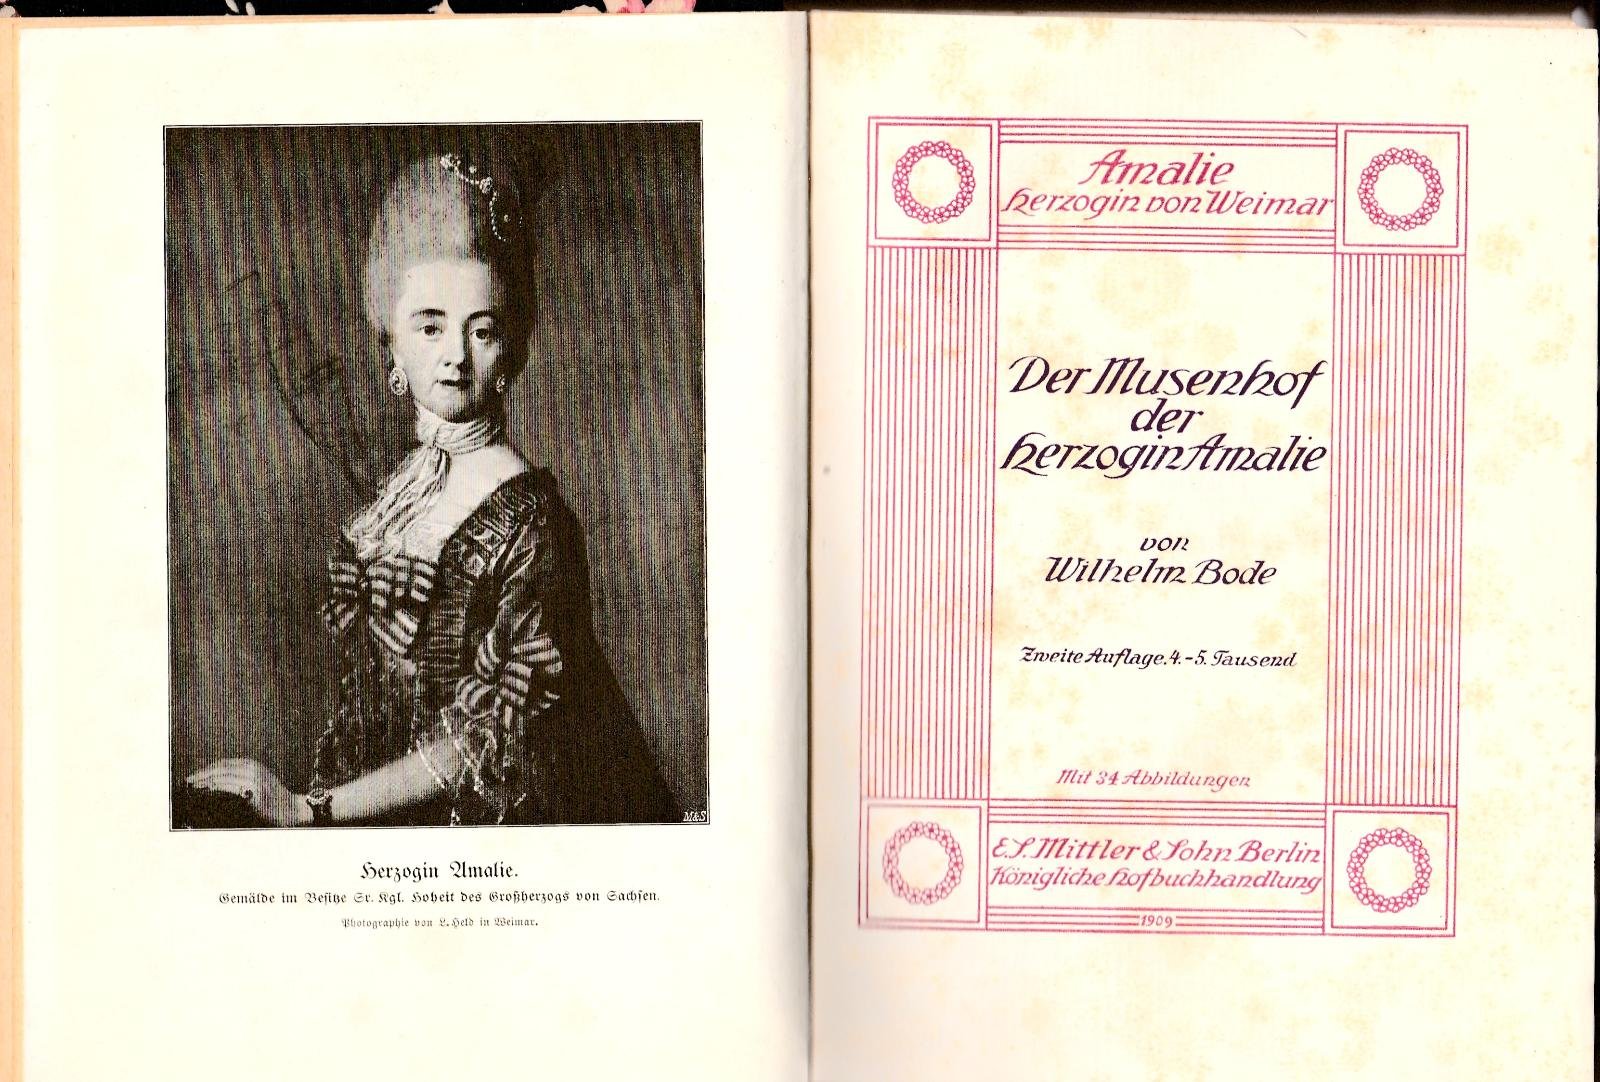 M&S
Herzogin Amalie.
Gemälde im Besitze Sr. Kgl. Hoheit des Großherzogs von Sachsen.
Photographie von L. Held in Weimar.
Amalie
Herzogin von Weimar
Der Musenhof
der
Herzogin Amalie
von
Wilhelm Bode
Zweite Auflage. 4.-5. Tausend
Mit 34 Abbildungen
E.S. Mittler & Sohn Berlin
Königliche Hofbuchhandlung
1909